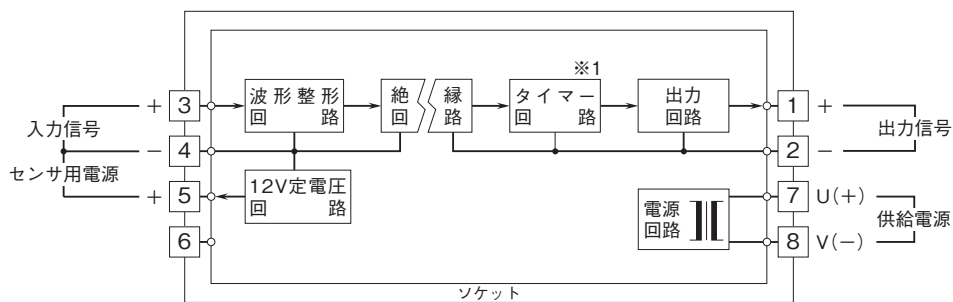 ※1
波形整形
回　　路
絶
回
縁
路
タイマー
回　　路
出力
回路
＋ 3
1 ＋
入力信号
出力信号
− 4
2 −
センサ用電源
＋ 5
12V定電圧
回　　路
電源
回路
7 U(＋)
供給電源
6
8 V(−)
ソケット